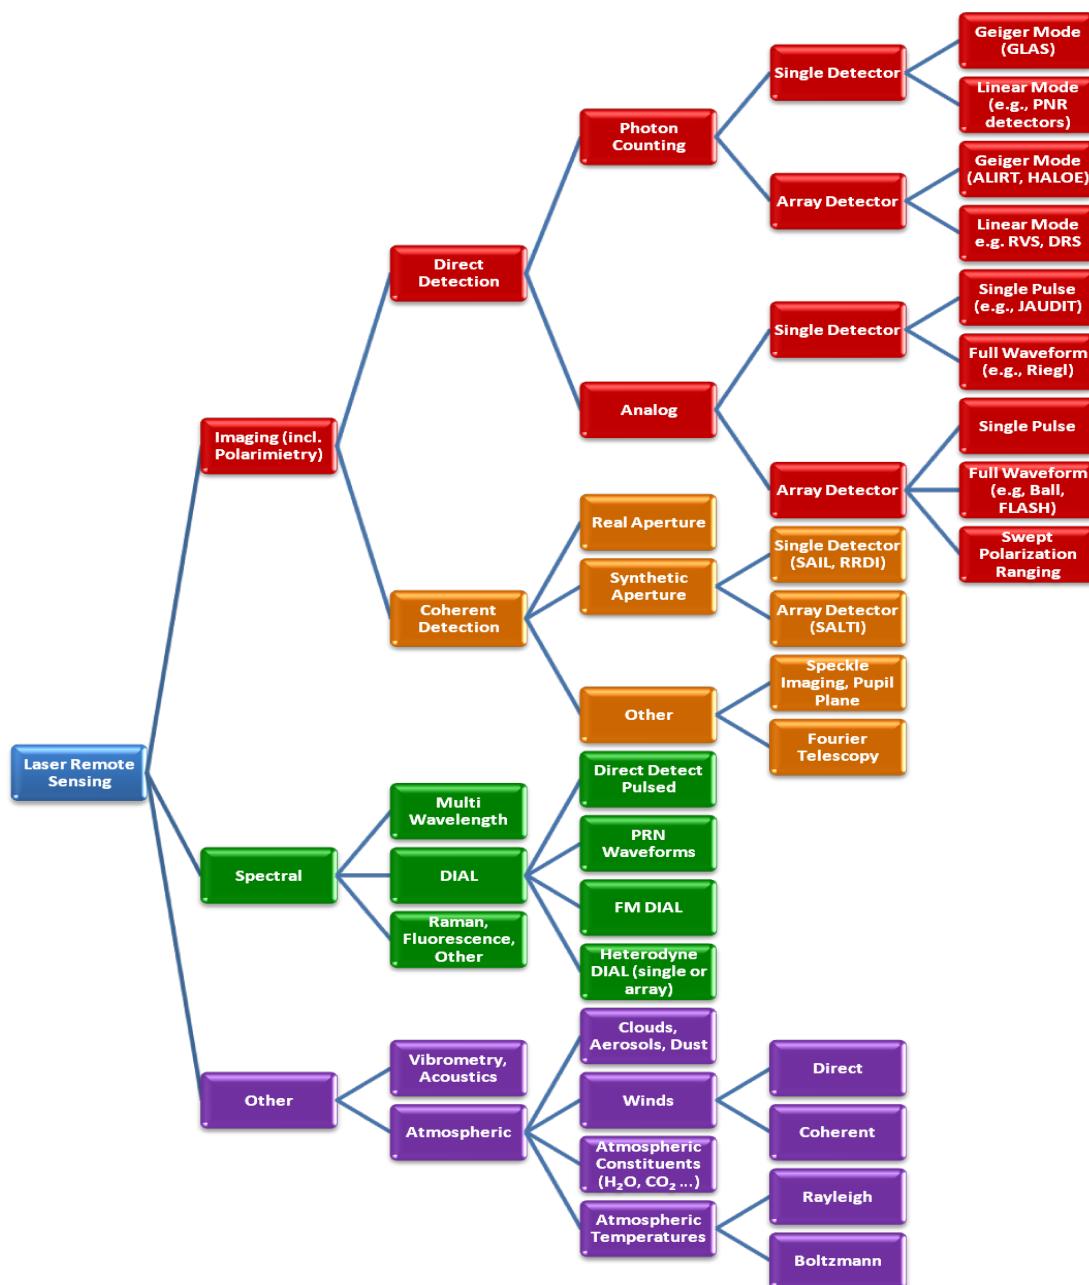 Geiger Mode
(GLAS)
Single Detector
Linear Mode
(e.g., PNR
detectors)
Photon
Counting
Geiger Mode
(ALIRT, HALOE)
Array Detector
Linear Mode
e.g. RVS, DRS
Direct
Detection
Single Pulse
(e.g., JAUDIT)
Single Detector
Full Waveform
(e.g., Riegl)
Analog
Single Pulse
Imaging (incl.
Polarimietry)
Array Detector
Full Waveform
(e.g, Ball,
FLASH)
Swept
Polarization
Ranging
Real Aperture
Single Detector
(SAIL, RRDI)
Synthetic
Aperture
Coherent
Detection
Array Detector
(SALTI)
Speckle
Imaging, Pupil
Plane
Other
Fourier
Telescopy
Laser Remote
Sensing
Direct Detect
Pulsed
Multi
Wavelength
PRN
Waveforms
Spectral
DIAL
FM DIAL
Raman,
Fluorescence,
Other
Heterodyne
DIAL (single or
array)
Clouds,
Aerosols, Dust
Vibrometry,
Acoustics
Direct
Other
Winds
Atmospheric
Coherent
Atmospheric
Constituents
(H₂O, CO₂ ...)
Rayleigh
Atmospheric
Temperatures
Boltzmann